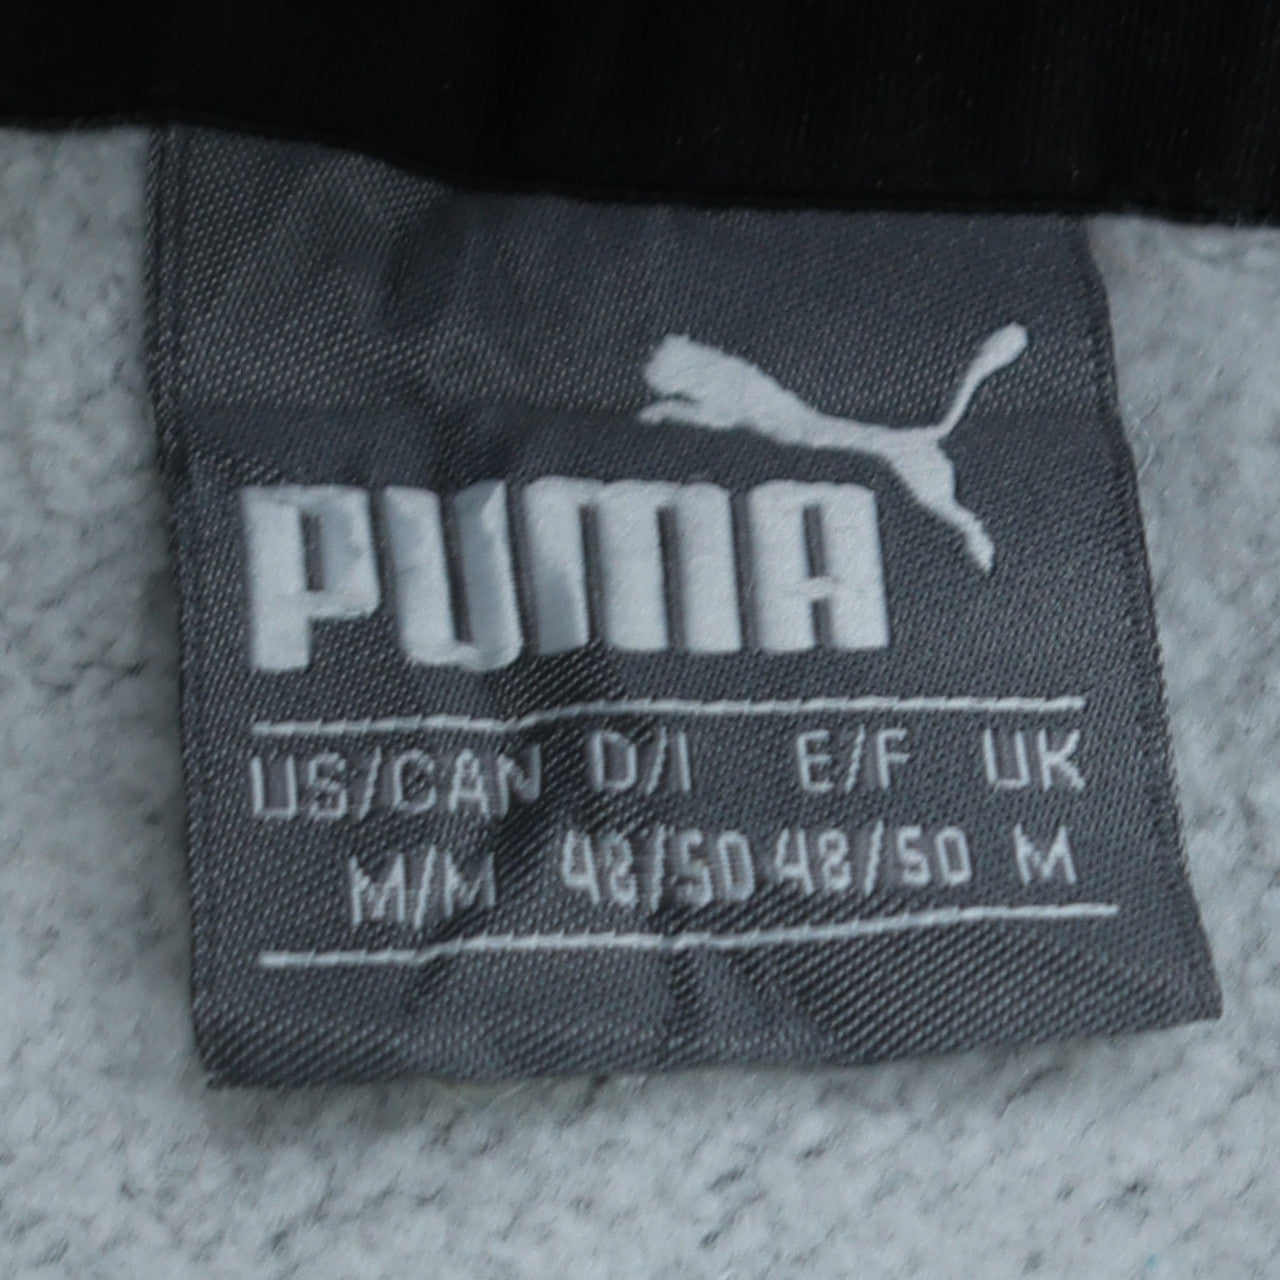 PUMA
US/CAN D/I E/F UK
M/M 48/50 48/50 M